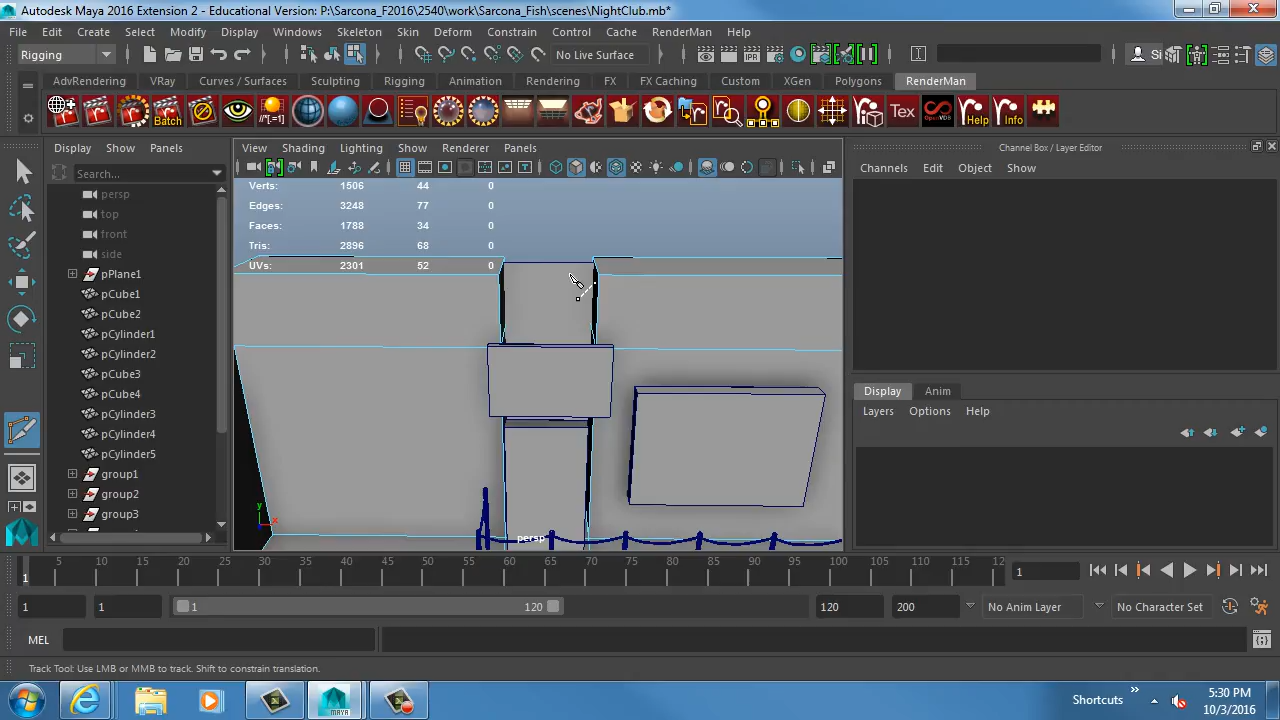 Autodesk Maya 2016 Extension 2 - Educational Version: P:\Sarcona_F2016\2540\work\Sarcona_Fish\scenes\NightClub.mb*
File Edit Create Select Modify Display Windows Skeleton Skin Deform Constrain Control Cache RenderMan Help
Rigging No Live Surface Si
AdvRendering VRay Curves / Surfaces Sculpting Rigging Animation Rendering FX FX Caching Custom XGen Polygons RenderMan
Batch Tex OpenVDB Help Info
Display Show Panels View Shading Lighting Show Renderer Panels Channel Box / Layer Editor
Search... Channels Edit Object Show
persp
top
front
side
pPlane1
pCube1
pCube2
pCylinder1
pCylinder2
pCube3
pCube4
pCylinder3
pCylinder4
pCylinder5
group1
group2
group3
Verts: 1506 44 0
Edges: 3248 77 0
Faces: 1788 34 0
Tris: 2896 68 0
UVs: 2301 52 0
y
x
persp
Display Anim
Layers Options Help
1 5 10 15 20 25 30 35 40 45 50 55 60 65 70 75 80 85 90 95 100 105 110 115 12 1
1 1 1 120 120 200 No Anim Layer No Character Set
MEL
Track Tool: Use LMB or MMB to track. Shift to constrain translation.
MAYA Shortcuts 5:30 PM
10/3/2016